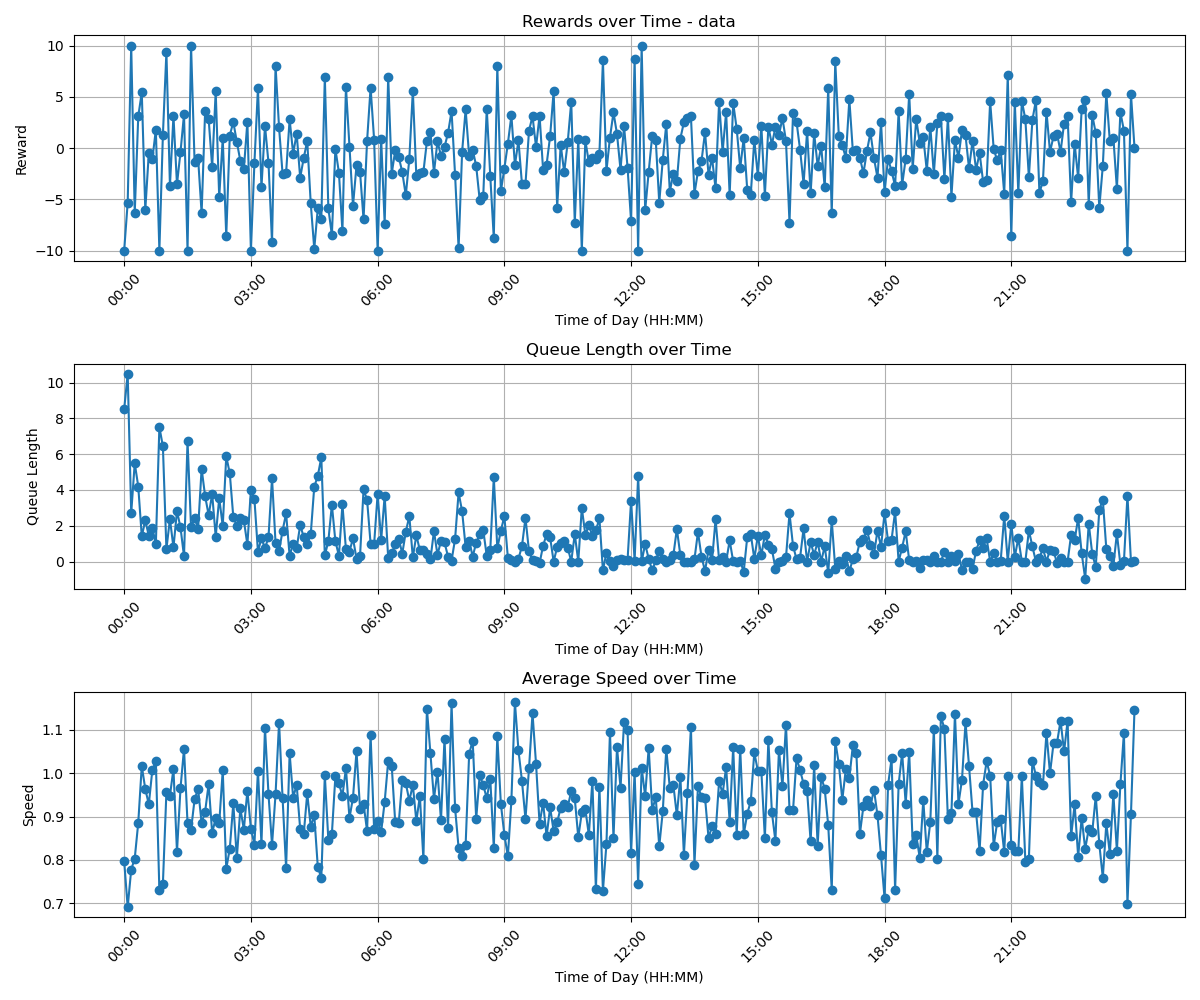 Rewards over Time - data
10
5
0
−5
−10
Reward
00:00 03:00 06:00 09:00 12:00 15:00 18:00 21:00
Time of Day (HH:MM)
Queue Length over Time
10
8
6
4
2
0
Queue Length
00:00 03:00 06:00 09:00 12:00 15:00 18:00 21:00
Time of Day (HH:MM)
Average Speed over Time
1.1
1.0
0.9
0.8
0.7
Speed
00:00 03:00 06:00 09:00 12:00 15:00 18:00 21:00
Time of Day (HH:MM)